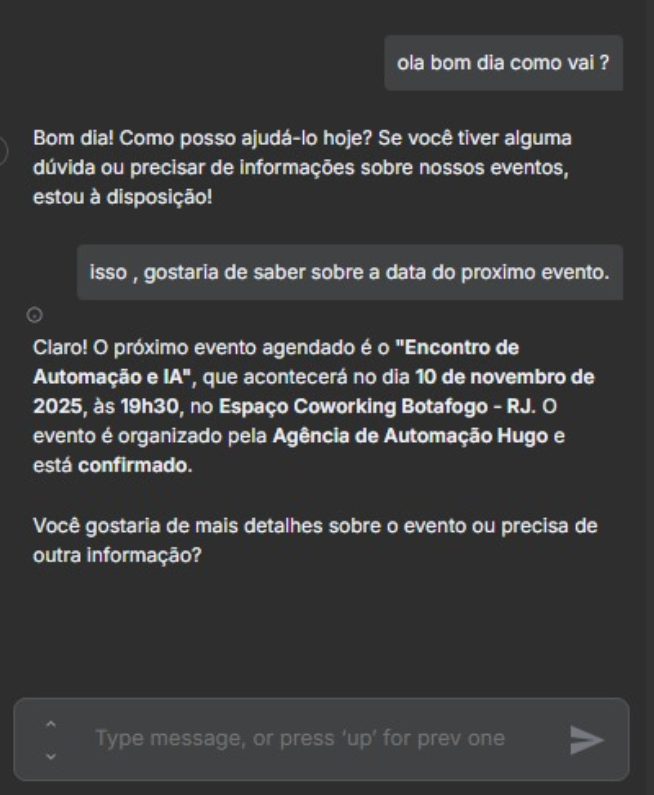 ola bom dia como vai ?
Bom dia! Como posso ajudá-lo hoje? Se você tiver alguma
dúvida ou precisar de informações sobre nossos eventos,
estou à disposição!
isso , gostaria de saber sobre a data do proximo evento.
Claro! O próximo evento agendado é o "Encontro de
Automação e IA", que acontecerá no dia 10 de novembro de
2025, às 19h30, no Espaço Coworking Botafogo - RJ. O
evento é organizado pela Agência de Automação Hugo e
está confirmado.
Você gostaria de mais detalhes sobre o evento ou precisa de
outra informação?
Type message, or press ‘up’ for prev one